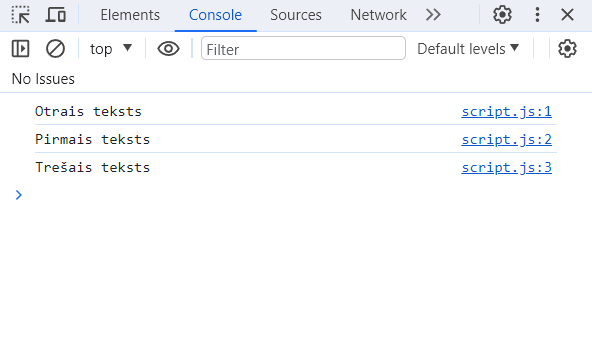 Elements Console Sources Network
top Filter Default levels
No Issues
Otrais teksts script.js:1
Pirmais teksts script.js:2
Trešais teksts script.js:3